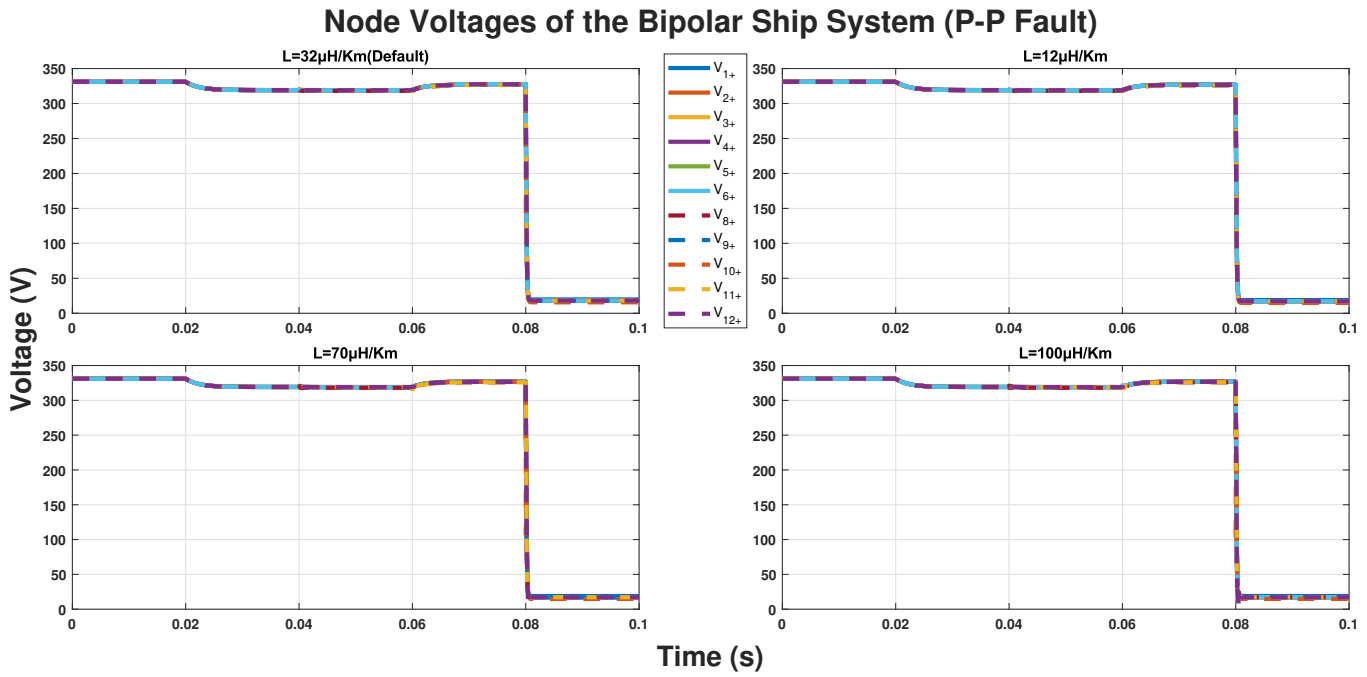 Node Voltages of the Bipolar Ship System (P-P Fault)
L=32μH/Km(Default)
350
300
250
200
150
100
50
0
0 0.02 0.04 0.06 0.08 0.1
V1+
V2+
V3+
V4+
V5+
V6+
V8+
V9+
V10+
V11+
V12+
L=12μH/Km
350
300
250
200
150
100
50
0
0 0.02 0.04 0.06 0.08 0.1
Voltage (V)
L=70μH/Km
350
300
250
200
150
100
50
0
0 0.02 0.04 0.06 0.08 0.1
L=100μH/Km
350
300
250
200
150
100
50
0
0 0.02 0.04 0.06 0.08 0.1
Time (s)